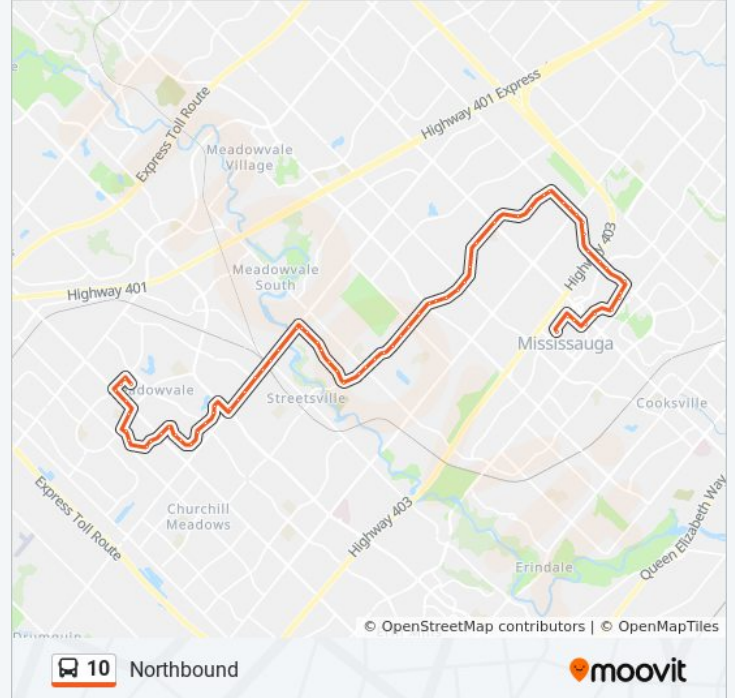 Highway 401 Express
Express Toll Route
Meadowvale
Village
Highway 403
Meadowvale
South
Highway 401
Mississauga
adowvale
Streetsville
Cooksville
Churchill
Meadows
Express Toll Route
Highway 403
Queen Elizabeth Way
Erindale
© OpenStreetMap contributors | © OpenMapTiles
10 Northbound
moovit